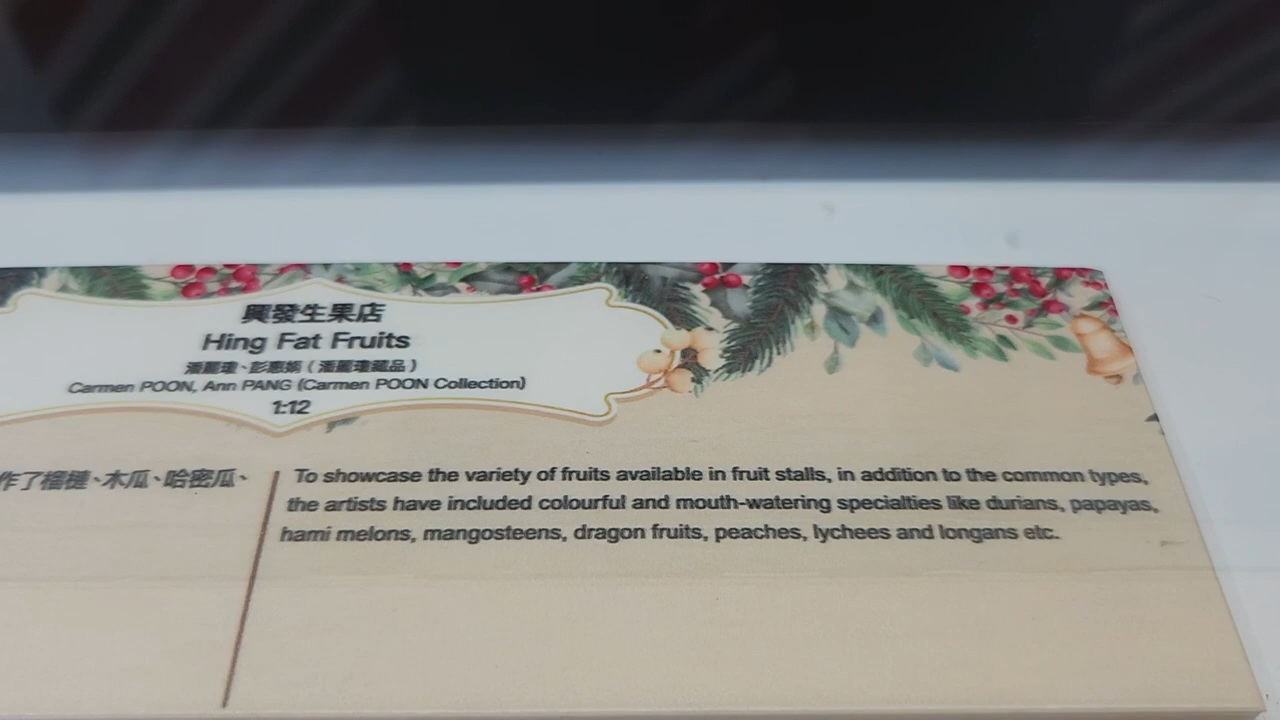 興發生果店
Hing Fat Fruits
潘麗瓊、彭惠娟（潘麗瓊藏品）
Carmen POON, Ann PANG (Carmen POON Collection)
1:12
作了榴槤、木瓜、哈密瓜、
To showcase the variety of fruits available in fruit stalls, in addition to the common types,
the artists have included colourful and mouth-watering specialties like durians, papayas,
hami melons, mangosteens, dragon fruits, peaches, lychees and longans etc.